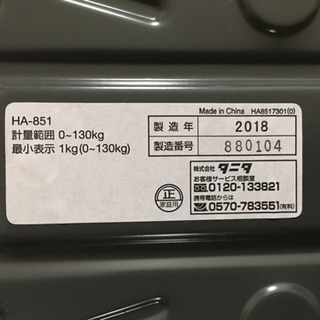 Made in China HA8517301(0)
HA-851
計量範囲 0~130kg
最小表示 1kg(0~130kg)
製造年 2018
製造番号 880104
正
家庭用
株式会社 タニタ
お客様サービス相談室
0120-133821
携帯電話からは
0570-783551(有料)